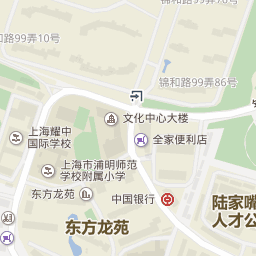 锦和路99弄10号
锦和路99弄86号
文化中心大楼
上海耀中
国际学校
全家便利店
上海市浦明师范
学校附属小学
东方龙苑
中国银行
陆家嘴
人才公
东方龙苑